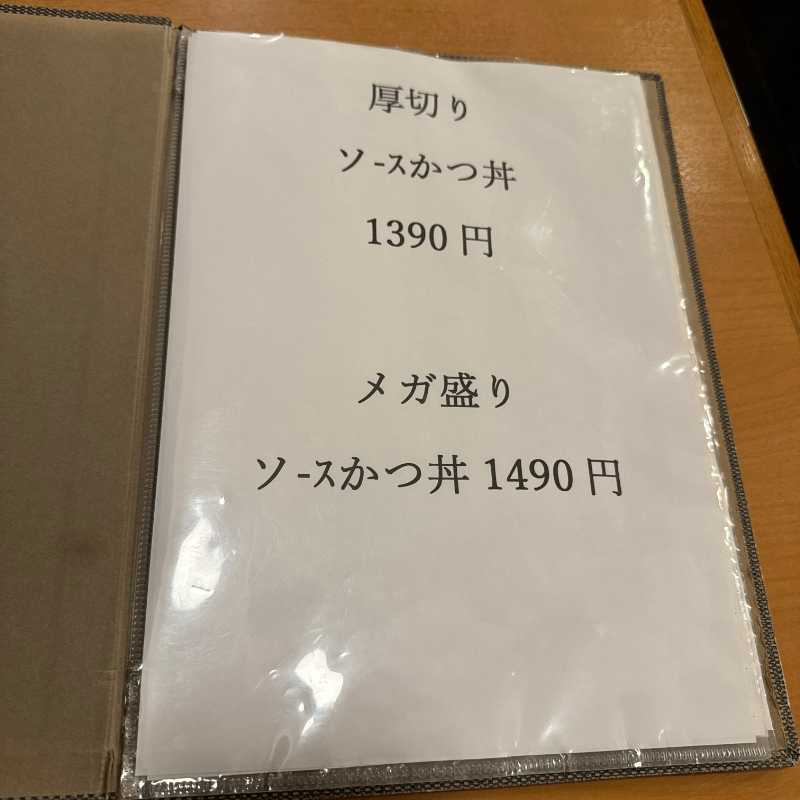 厚切り
ソ-ｽかつ丼
1390 円
メガ盛り
ソ-ｽかつ丼 1490 円